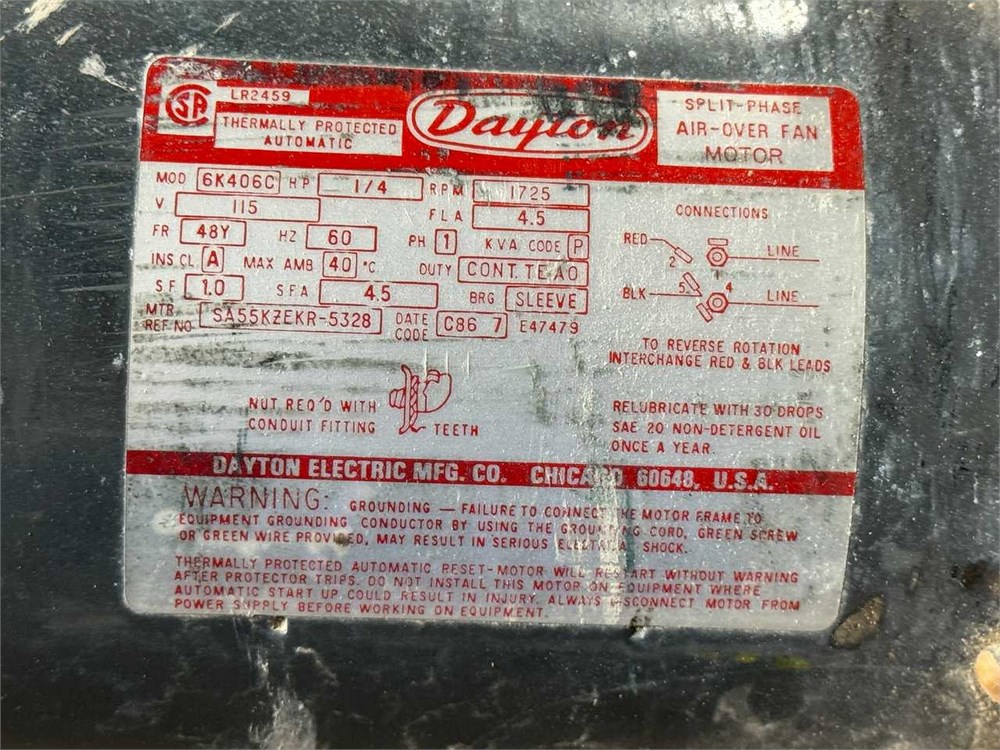 CSA LR2459
THERMALLY PROTECTED
AUTOMATIC
Dayton
SPLIT-PHASE
AIR-OVER FAN
MOTOR
MOD 6K406C HP 1/4 RPM 1725
V 115 FLA 4.5
FR 48Y HZ 60 PH 1 KVA CODE P
INS CL A MAX AMB 40 °C DUTY CONT. TE-AO
SF 1.0 SFA 4.5 BRG SLEEVE
MTR
REF NO SA55KZEKR-5328 DATE CODE C86 7 E47479
CONNECTIONS
RED 2 1 LINE
BLK 5 4 LINE
TO REVERSE ROTATION
INTERCHANGE RED & BLK LEADS
NUT REQ'D WITH
CONDUIT FITTING TEETH
RELUBRICATE WITH 30 DROPS
SAE 20 NON-DETERGENT OIL
ONCE A YEAR.
DAYTON ELECTRIC MFG. CO. CHICAGO 60648, U.S.A.
WARNING: GROUNDING — FAILURE TO CONNECT THE MOTOR FRAME TO
EQUIPMENT GROUNDING CONDUCTOR BY USING THE GROUNDING CORD, GREEN SCREW
OR GREEN WIRE PROVIDED, MAY RESULT IN SERIOUS ELECTRICAL SHOCK.
THERMALLY PROTECTED AUTOMATIC RESET-MOTOR WILL RESTART WITHOUT WARNING
AFTER PROTECTOR TRIPS. DO NOT INSTALL THIS MOTOR ON EQUIPMENT WHERE
AUTOMATIC START UP COULD RESULT IN INJURY. ALWAYS DISCONNECT MOTOR FROM
POWER SUPPLY BEFORE WORKING ON EQUIPMENT.